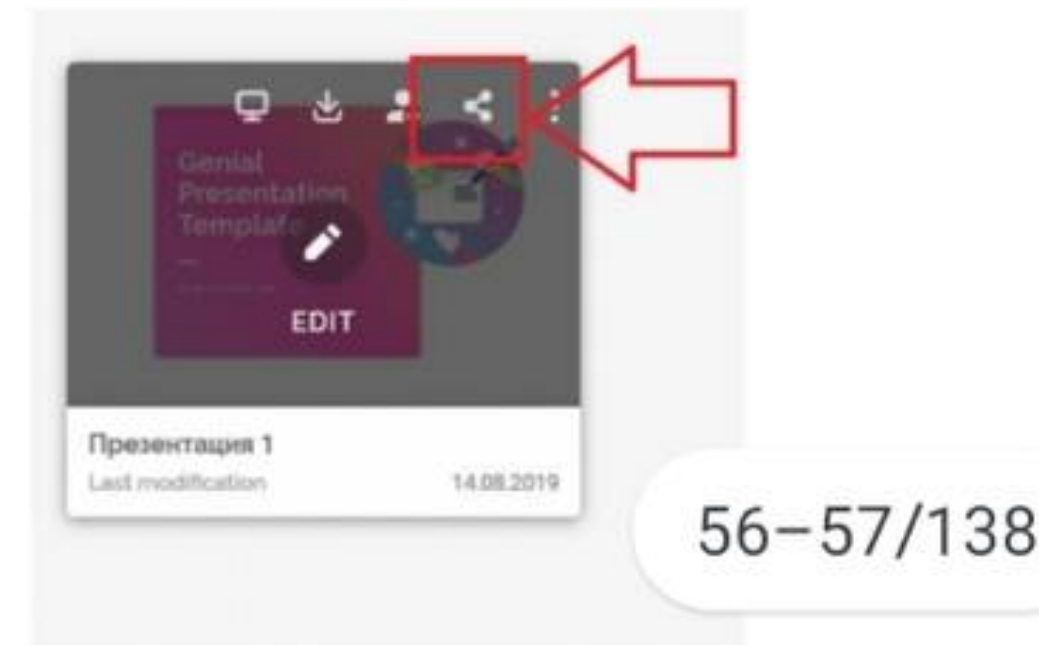 Genial
Presentation
Template
EDIT
Презентация 1
Last modification 14.08.2019
56–57/138